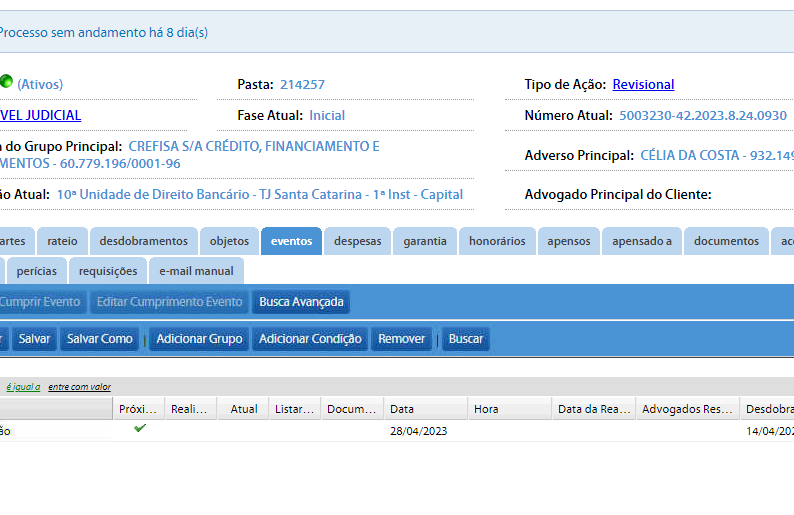 Processo sem andamento há 8 dia(s)
(Ativos) Pasta: 214257 Tipo de Ação: Revisional
VEL JUDICIAL Fase Atual: Inicial Número Atual: 5003230-42.2023.8.24.0930
do Grupo Principal: CREFISA S/A CRÉDITO, FINANCIAMENTO E
MENTOS - 60.779.196/0001-96 Adverso Principal: CÉLIA DA COSTA - 932.149
ão Atual: 10ª Unidade de Direito Bancário - TJ Santa Catarina - 1ª Inst - Capital Advogado Principal do Cliente:
artes rateio desdobramentos objetos eventos despesas garantia honorários apensos apensado a documentos ac
perícias requisições e-mail manual
Cumprir Evento Editar Cumprimento Evento Busca Avançada
r Salvar Salvar Como | Adicionar Grupo Adicionar Condição Remover | Buscar
é igual a entre com valor
Próxi... Reali... Atual Listar... Docum... Data Hora Data da Rea... Advogados Res... Desdobra
ão 28/04/2023 14/04/202